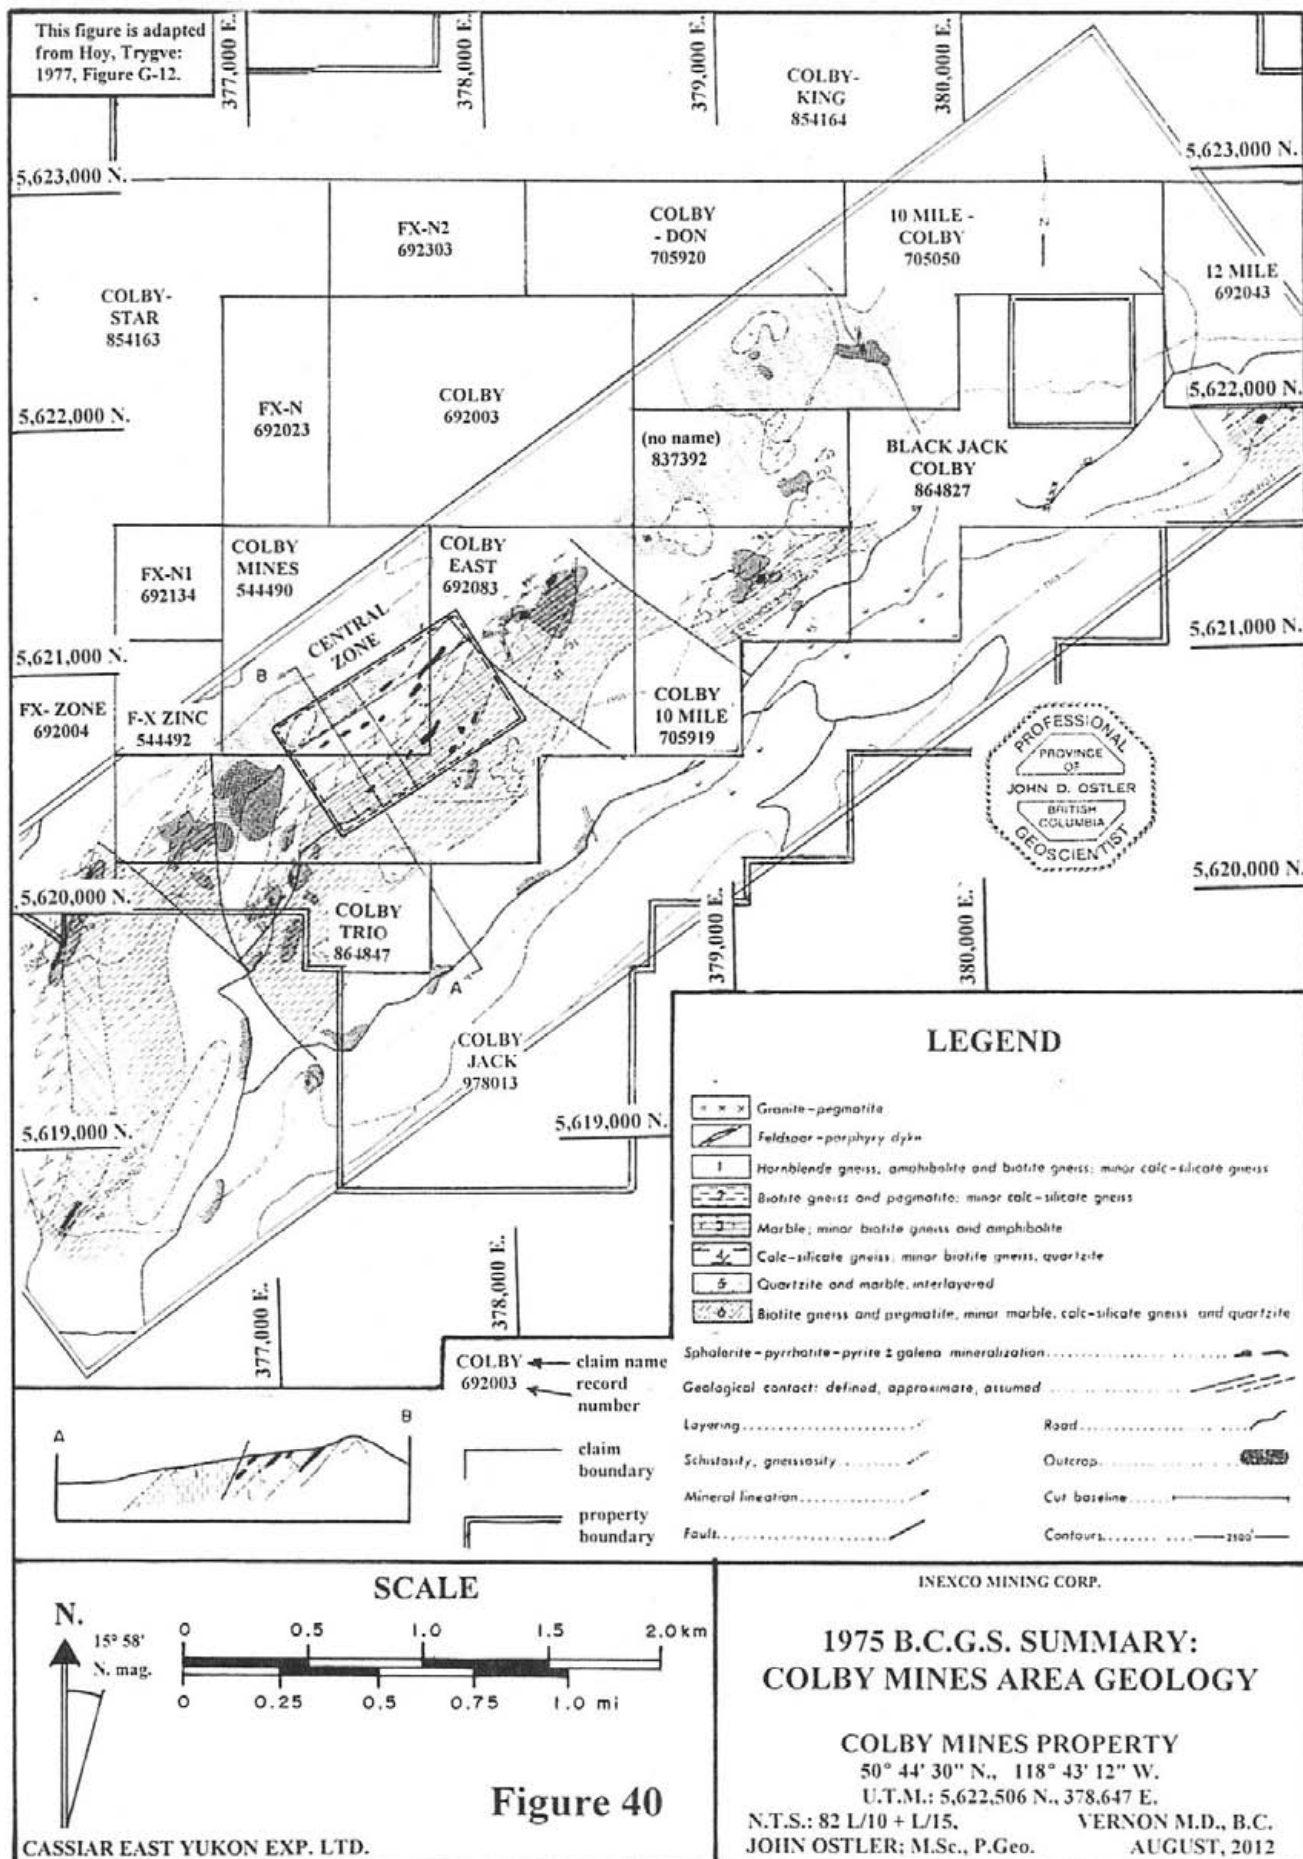 This figure is adapted
from Hoy, Trygve:
1977, Figure G-12.
377,000 E.
378,000 E.
379,000 E.
380,000 E.
COLBY-
KING
854164
5,623,000 N.
5,623,000 N.
FX-N2
692303
COLBY
- DON
705920
10 MILE -
COLBY
705050
N
12 MILE
692043
COLBY-
STAR
854163
5,622,000 N.
5,622,000 N.
FX-N
692023
COLBY
692003
(no name)
837392
BLACK JACK
COLBY
864827
FX-N1
692134
COLBY
MINES
544490
COLBY
EAST
692083
CENTRAL
ZONE
B
5,621,000 N.
5,621,000 N.
FX- ZONE
692004
F-X ZINC
544492
COLBY
10 MILE
705919
PROFESSIONAL
PROVINCE
OF
JOHN D. OSTLER
BRITISH
COLUMBIA
GEOSCIENTIST
5,620,000 N.
5,620,000 N.
COLBY
TRIO
864847
A
379,000 E.
380,000 E.
COLBY
JACK
978013
5,619,000 N.
5,619,000 N.
377,000 E.
378,000 E.
LEGEND
Granite-pegmatite
Feldspar-porphyry dyke
1 Hornblende gneiss, amphibolite and biotite gneiss; minor calc-silicate gneiss
2 Biotite gneiss and pegmatite; minor calc-silicate gneiss
3 Marble; minor biotite gneiss and amphibolite
4 Calc-silicate gneiss; minor biotite gneiss, quartzite
5 Quartzite and marble, interlayered
6 Biotite gneiss and pegmatite, minor marble, calc-silicate gneiss and quartzite
Sphalerite-pyrrhotite-pyrite ± galena mineralization
Geological contact: defined, approximate, assumed
Layering
Schistosity, gneissosity
Mineral lineation
Fault
Road
Outcrop
Cut baseline
Contours 2500'
COLBY
692003
claim name
record
number
claim
boundary
property
boundary
A
B
SCALE
N.
15° 58'
N. mag.
0 0.5 1.0 1.5 2.0 km
0 0.25 0.5 0.75 1.0 mi
Figure 40
CASSIAR EAST YUKON EXP. LTD.
INEXCO MINING CORP.
1975 B.C.G.S. SUMMARY:
COLBY MINES AREA GEOLOGY
COLBY MINES PROPERTY
50° 44' 30" N., 118° 43' 12" W.
U.T.M.: 5,622,506 N., 378,647 E.
N.T.S.: 82 L/10 + L/15, VERNON M.D., B.C.
JOHN OSTLER; M.Sc., P.Geo. AUGUST, 2012